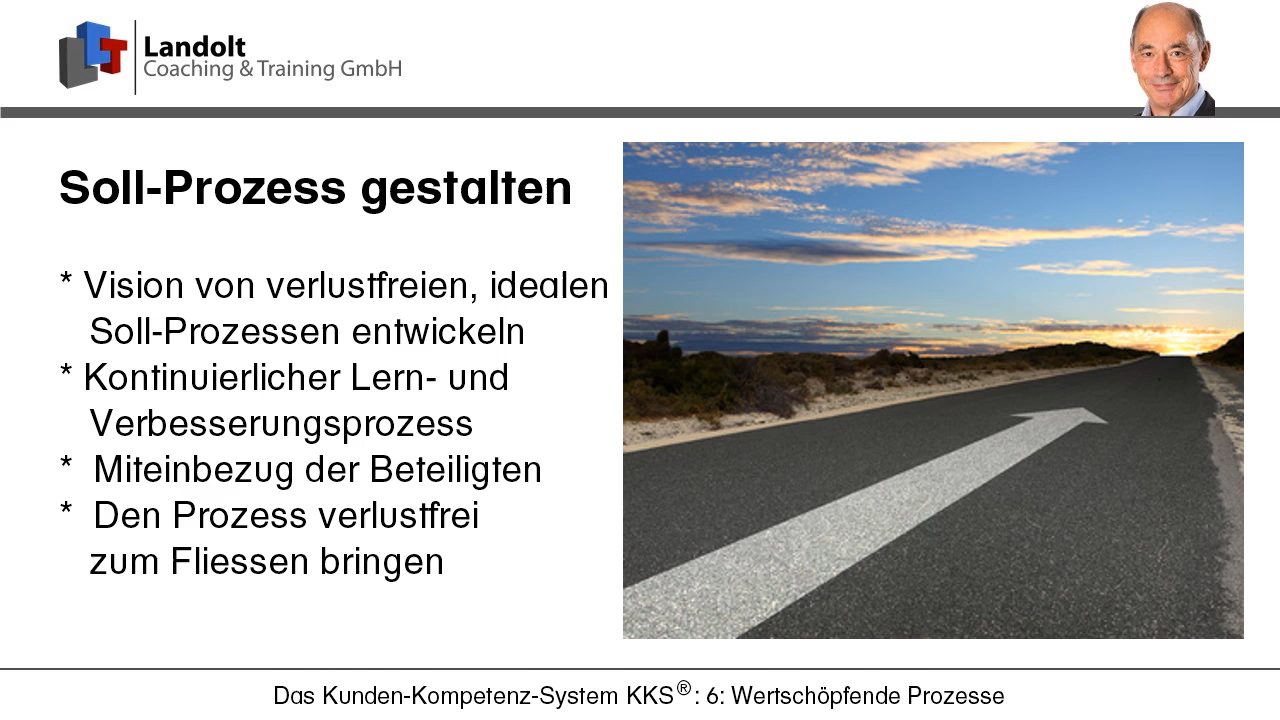 Landolt
Coaching & Training GmbH
Soll-Prozess gestalten
* Vision von verlustfreien, idealen
Soll-Prozessen entwickeln
* Kontinuierlicher Lern- und
Verbesserungsprozess
* Miteinbezug der Beteiligten
* Den Prozess verlustfrei
zum Fliessen bringen
Das Kunden-Kompetenz-System KKS®: 6: Wertschöpfende Prozesse